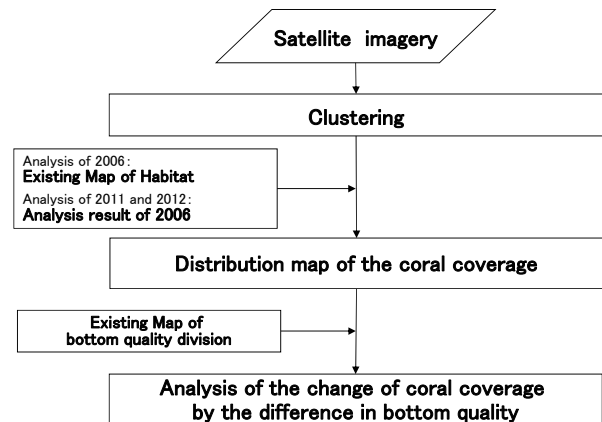 Satellite imagery
Clustering
Analysis of 2006:
Existing Map of Habitat
Analysis of 2011 and 2012:
Analysis result of 2006
Distribution map of the coral coverage
Existing Map of
bottom quality division
Analysis of the change of coral coverage
by the difference in bottom quality